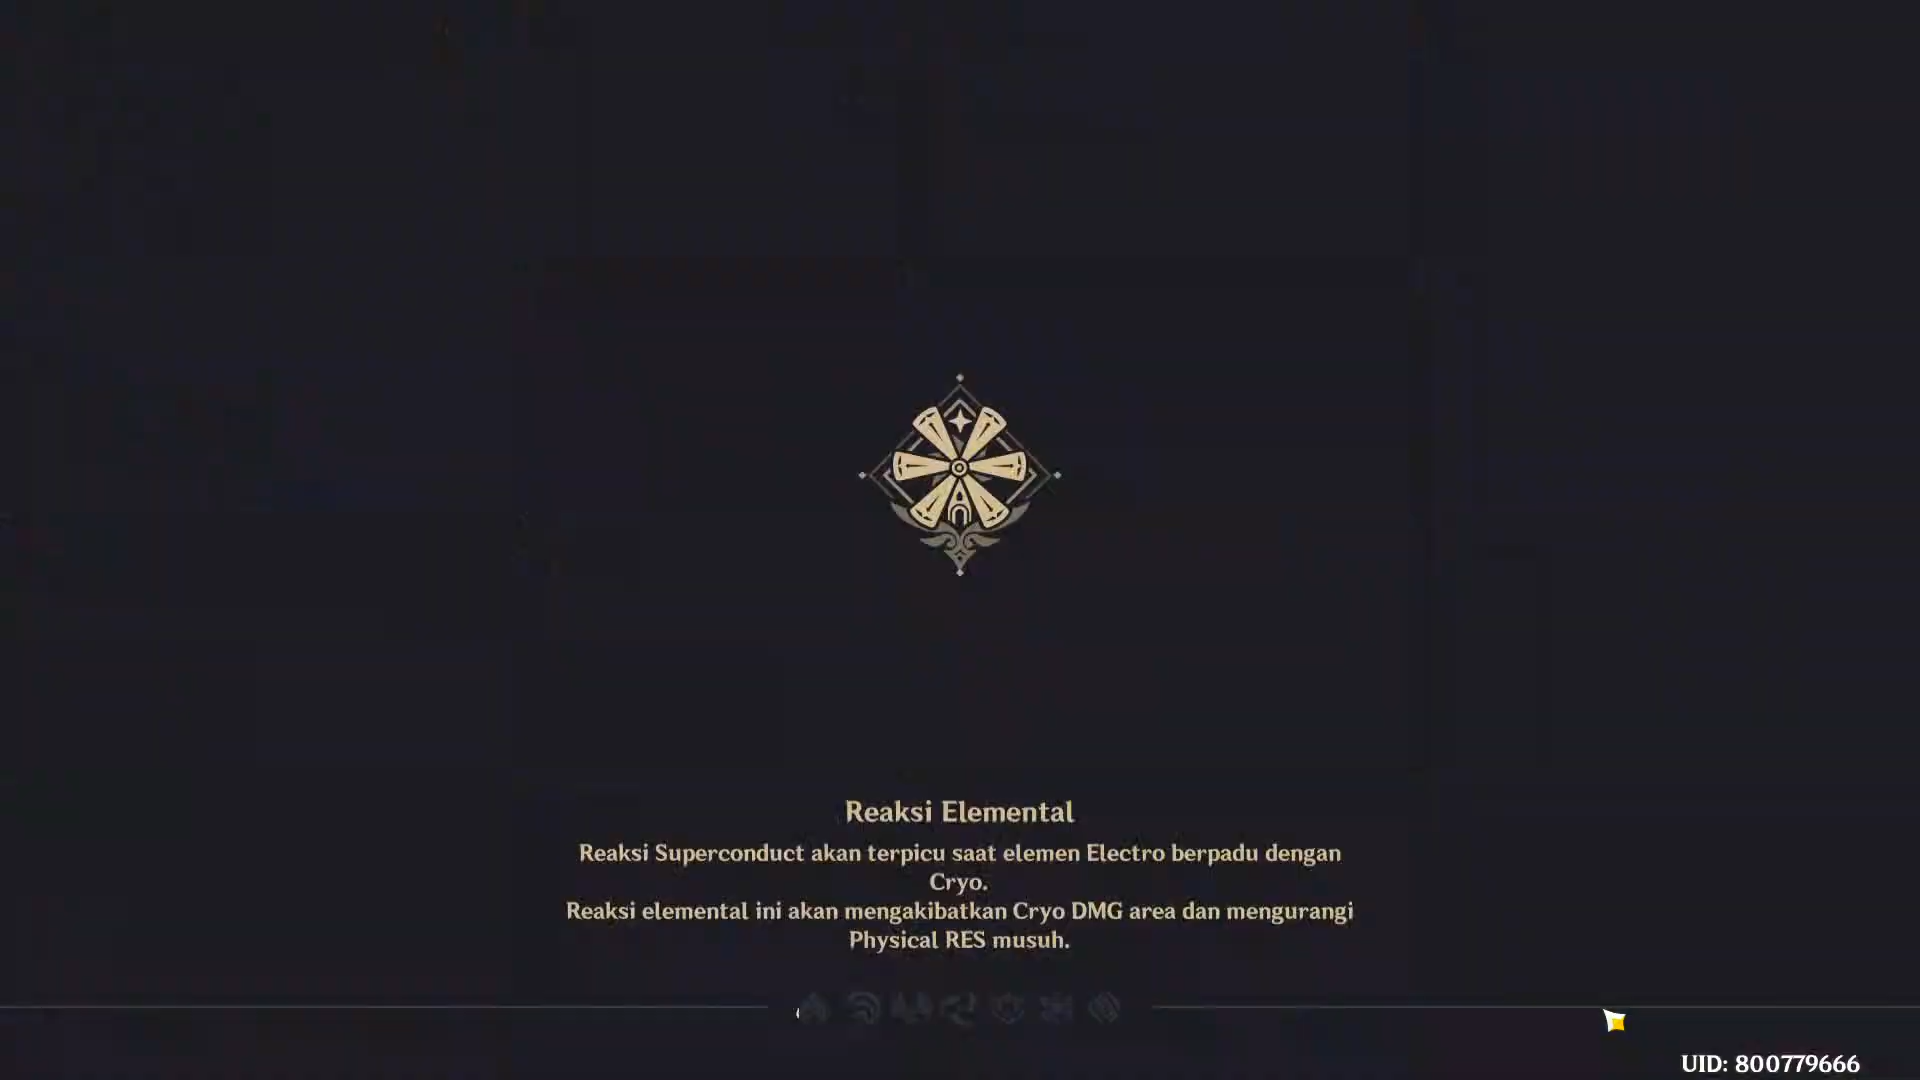 Reaksi Elemental
Reaksi Superconduct akan terpicu saat elemen Electro berpadu dengan
Cryo.
Reaksi elemental ini akan mengakibatkan Cryo DMG area dan mengurangi
Physical RES musuh.
UID: 800779666